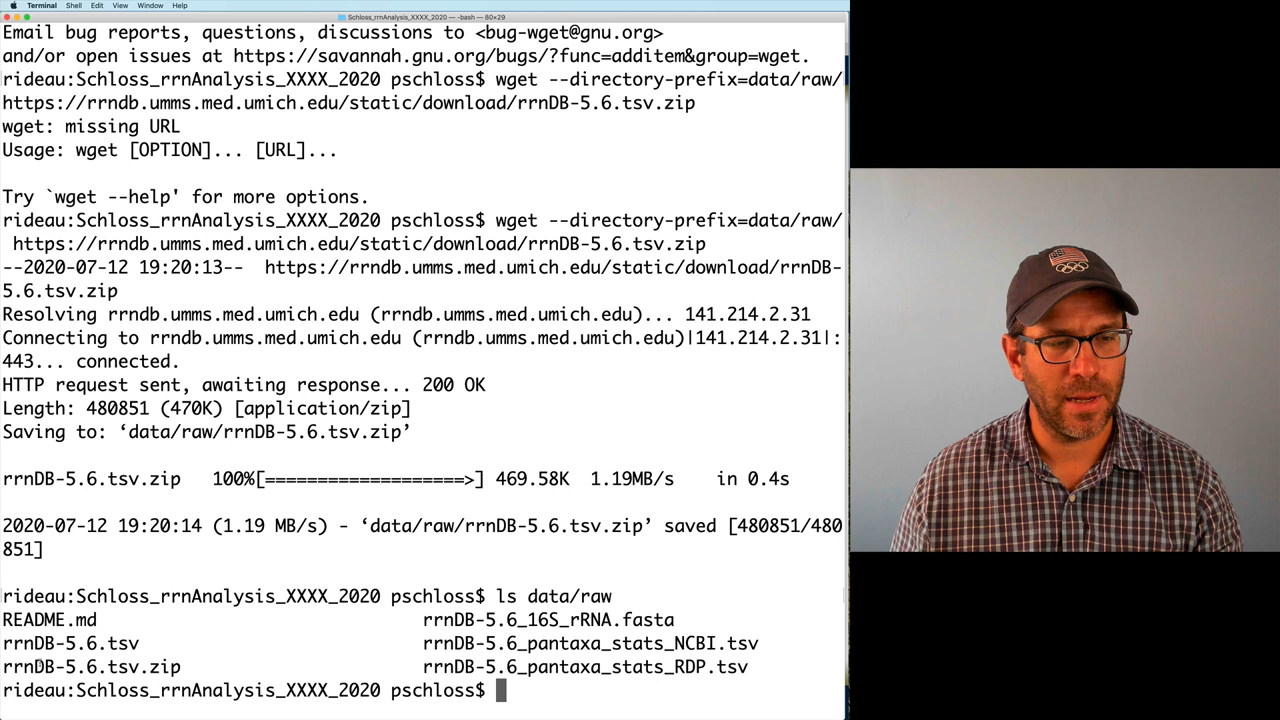 Terminal Shell Edit View Window Help
Schloss_rrnAnalysis_XXXX_2020 — -bash — 80×29
Email bug reports, questions, discussions to <bug-wget@gnu.org>
and/or open issues at https://savannah.gnu.org/bugs/?func=additem&group=wget.
rideau:Schloss_rrnAnalysis_XXXX_2020 pschloss$ wget --directory-prefix=data/raw/
https://rrndb.umms.med.umich.edu/static/download/rrnDB-5.6.tsv.zip
wget: missing URL
Usage: wget [OPTION]... [URL]...
Try `wget --help' for more options.
rideau:Schloss_rrnAnalysis_XXXX_2020 pschloss$ wget --directory-prefix=data/raw/
 https://rrndb.umms.med.umich.edu/static/download/rrnDB-5.6.tsv.zip
--2020-07-12 19:20:13--  https://rrndb.umms.med.umich.edu/static/download/rrnDB-
5.6.tsv.zip
Resolving rrndb.umms.med.umich.edu (rrndb.umms.med.umich.edu)... 141.214.2.31
Connecting to rrndb.umms.med.umich.edu (rrndb.umms.med.umich.edu)|141.214.2.31|:
443... connected.
HTTP request sent, awaiting response... 200 OK
Length: 480851 (470K) [application/zip]
Saving to: ‘data/raw/rrnDB-5.6.tsv.zip’
rrnDB-5.6.tsv.zip   100%[===================>] 469.58K  1.19MB/s    in 0.4s
2020-07-12 19:20:14 (1.19 MB/s) - ‘data/raw/rrnDB-5.6.tsv.zip’ saved [480851/480
851]
rideau:Schloss_rrnAnalysis_XXXX_2020 pschloss$ ls data/raw
README.md rrnDB-5.6_16S_rRNA.fasta
rrnDB-5.6.tsv rrnDB-5.6_pantaxa_stats_NCBI.tsv
rrnDB-5.6.tsv.zip rrnDB-5.6_pantaxa_stats_RDP.tsv
rideau:Schloss_rrnAnalysis_XXXX_2020 pschloss$